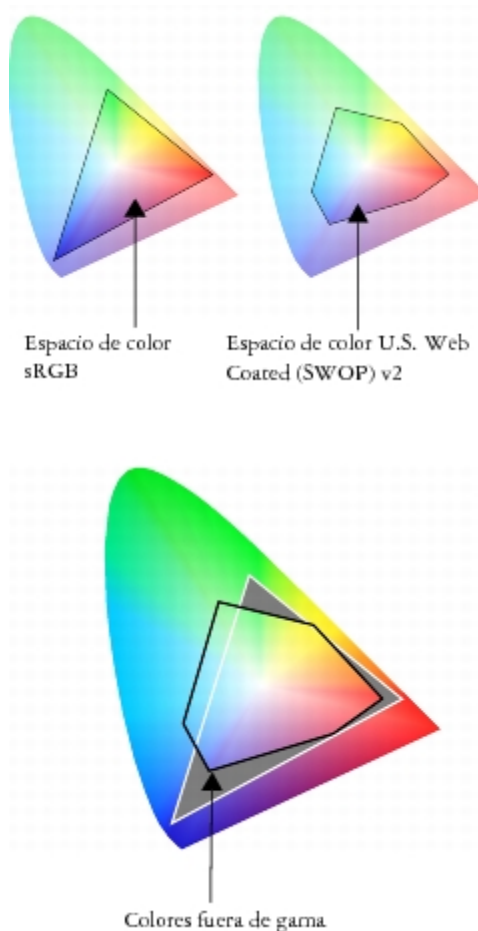 Espacio de color
sRGB
Espacio de color U.S. Web
Coated (SWOP) v2
Colores fuera de gama